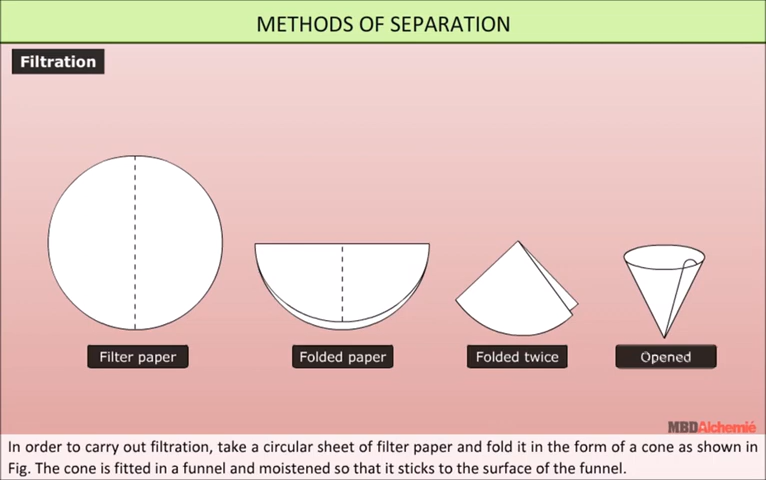 METHODS OF SEPARATION
Filtration
Filter paper
Folded paper
Folded twice
Opened
MBDAlchemié
In order to carry out filtration, take a circular sheet of filter paper and fold it in the form of a cone as shown in
Fig. The cone is fitted in a funnel and moistened so that it sticks to the surface of the funnel.